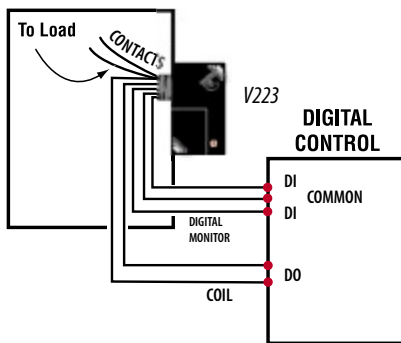 To Load
CONTACTS
V223
DIGITAL
CONTROL
DI
COMMON
DI
DIGITAL
MONITOR
DO
COIL